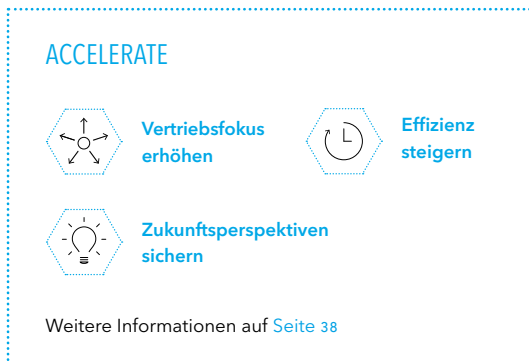 ACCELERATE
Vertriebsfokus
erhöhen
Effizienz
steigern
Zukunftsperspektiven
sichern
Weitere Informationen auf Seite 38